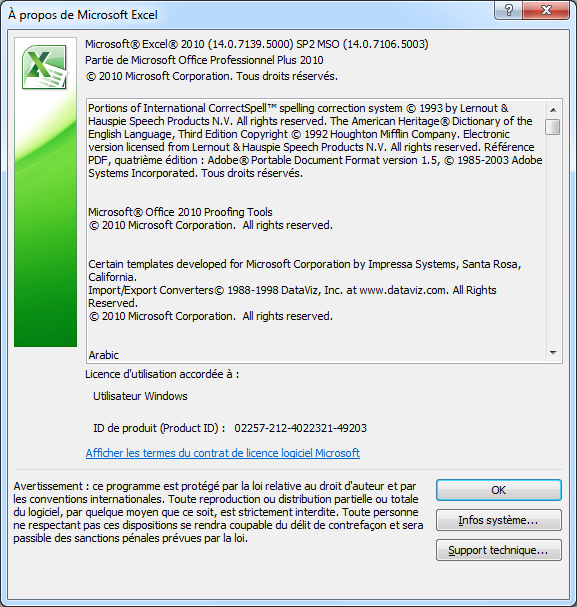 À propos de Microsoft Excel
Microsoft® Excel® 2010 (14.0.7139.5000) SP2 MSO (14.0.7106.5003)
Partie de Microsoft Office Professionnel Plus 2010
© 2010 Microsoft Corporation. Tous droits réservés.
Portions of International CorrectSpell™ spelling correction system © 1993 by Lernout &
Hauspie Speech Products N.V. All rights reserved. The American Heritage® Dictionary of the
English Language, Third Edition Copyright © 1992 Houghton Mifflin Company. Electronic
version licensed from Lernout & Hauspie Speech Products N.V. All rights reserved. Référence
PDF, quatrième édition : Adobe® Portable Document Format version 1.5, © 1985-2003 Adobe
Systems Incorporated. Tous droits réservés.
Microsoft® Office 2010 Proofing Tools
© 2010 Microsoft Corporation.  All rights reserved.
Certain templates developed for Microsoft Corporation by Impressa Systems, Santa Rosa,
California.
Import/Export Converters© 1988-1998 DataViz, Inc. at www.dataviz.com. All Rights
Reserved.
© 2010 Microsoft Corporation.  All rights reserved.
Arabic
Licence d'utilisation accordée à :
Utilisateur Windows
ID de produit (Product ID) :   02257-212-4022321-49203
Afficher les termes du contrat de licence logiciel Microsoft
Avertissement : ce programme est protégé par la loi relative au droit d'auteur et par
les conventions internationales. Toute reproduction ou distribution partielle ou totale
du logiciel, par quelque moyen que ce soit, est strictement interdite. Toute personne
ne respectant pas ces dispositions se rendra coupable du délit de contrefaçon et sera
passible des sanctions pénales prévues par la loi.
OK
Infos système...
Support technique...